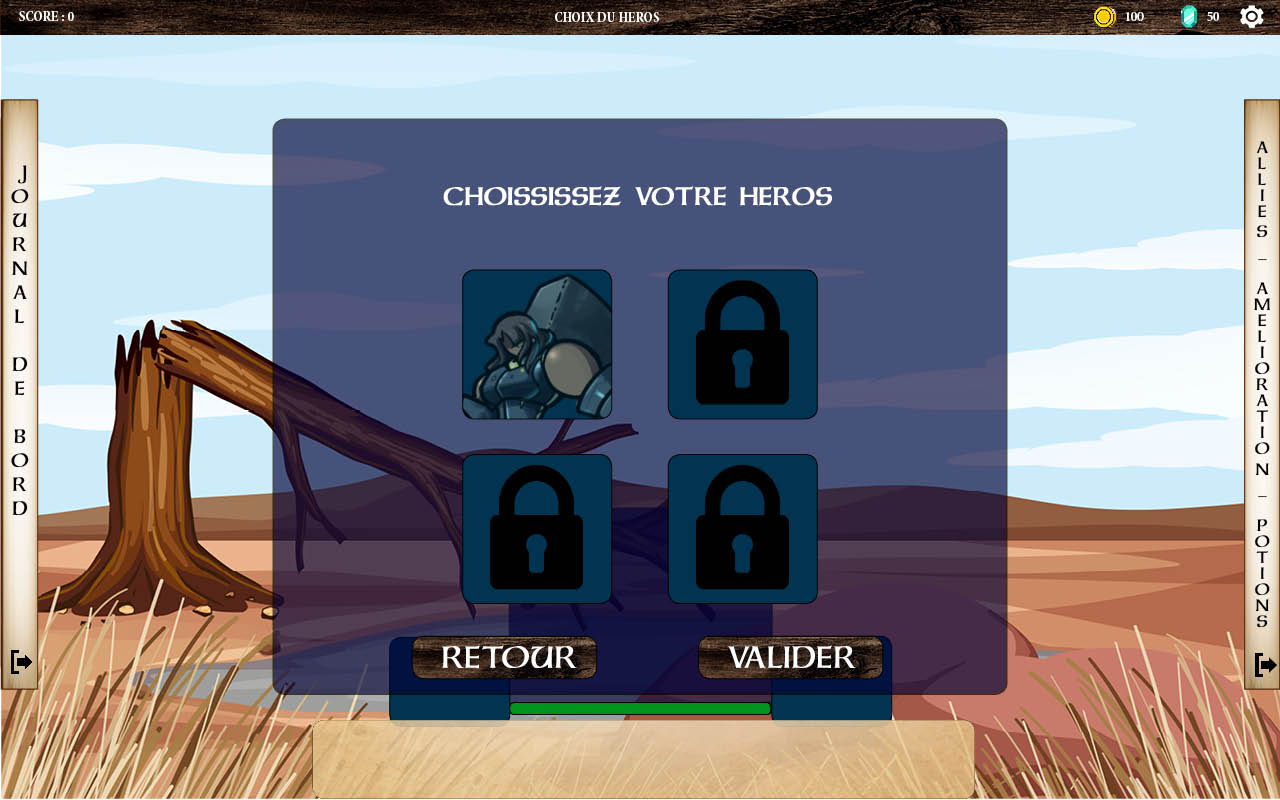 SCORE : 0
CHOIX DU HEROS
100
50
JOURNAL DE BORD
CHOISSISSEZ VOTRE HEROS
ALLIES - AMELIORATION - POTIONS
RETOUR
VALIDER